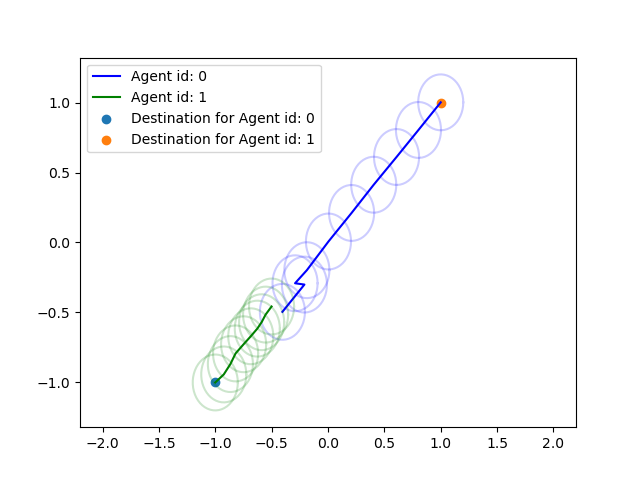 Agent id: 0
Agent id: 1
Destination for Agent id: 0
Destination for Agent id: 1
1.0
0.5
0.0
−0.5
−1.0
−2.0 −1.5 −1.0 −0.5 0.0 0.5 1.0 1.5 2.0